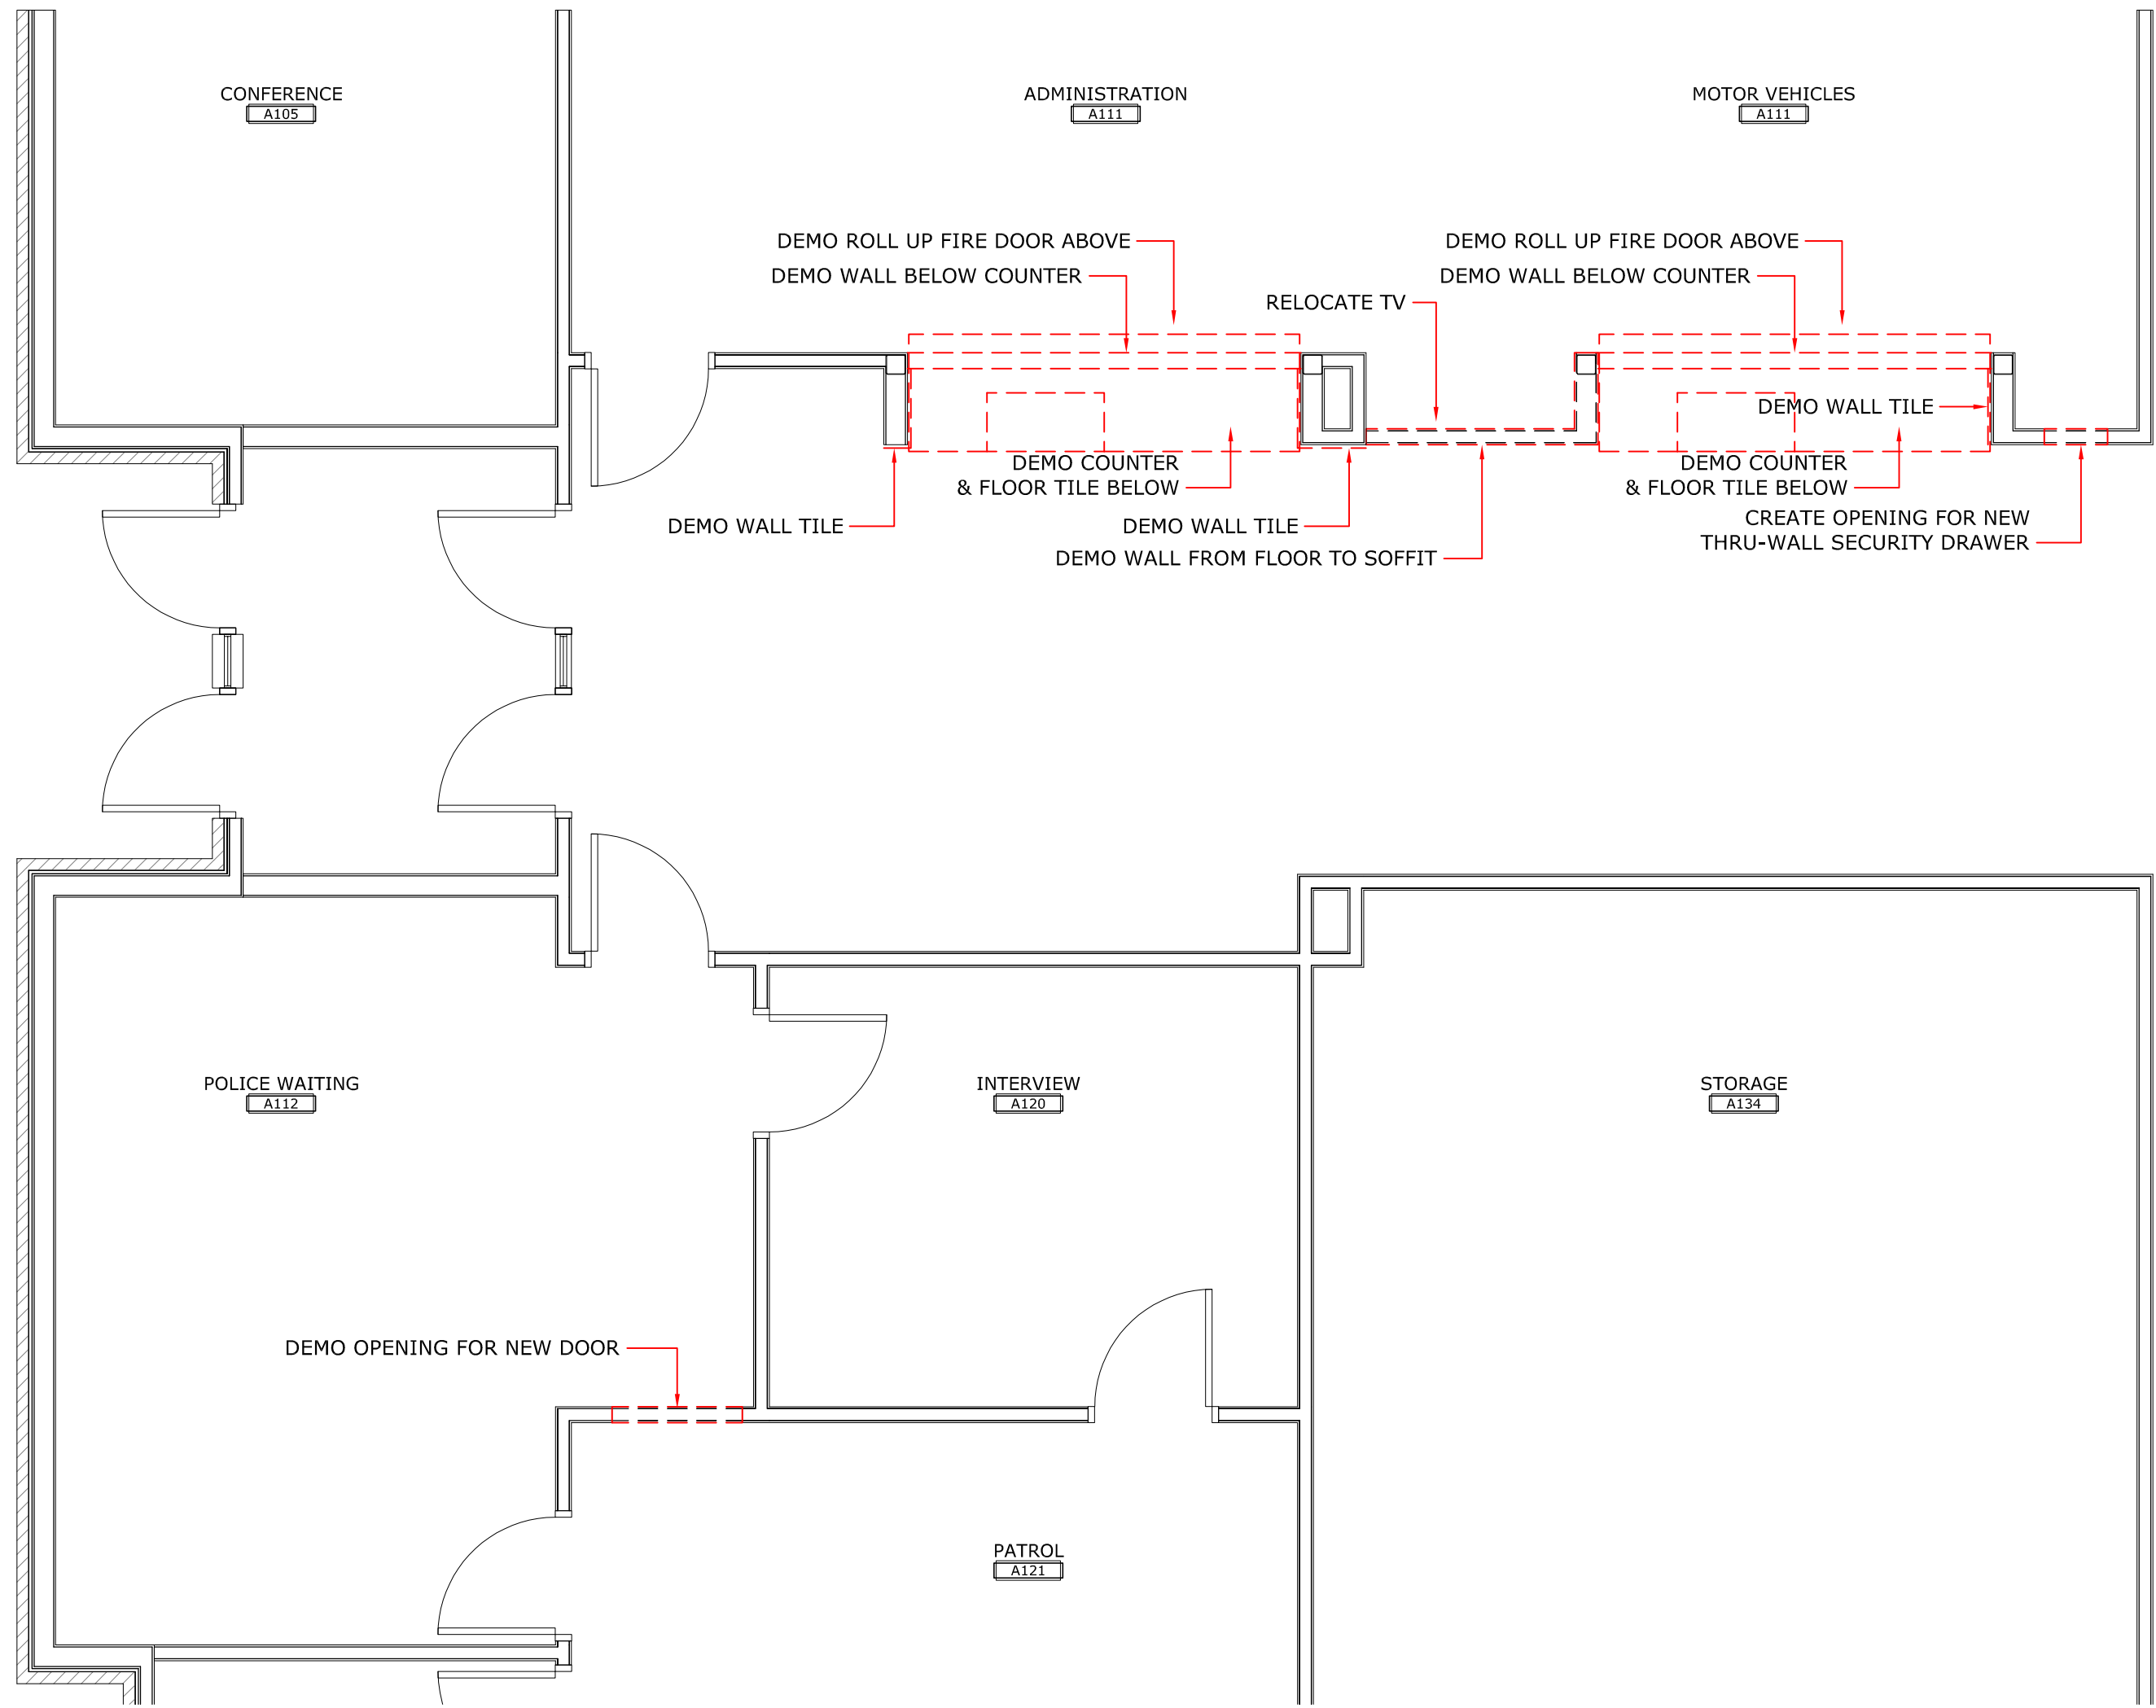 CONFERENCE
A105
ADMINISTRATION
A111
MOTOR VEHICLES
A111
DEMO ROLL UP FIRE DOOR ABOVE
DEMO WALL BELOW COUNTER
RELOCATE TV
DEMO ROLL UP FIRE DOOR ABOVE
DEMO WALL BELOW COUNTER
DEMO WALL TILE
DEMO COUNTER
& FLOOR TILE BELOW
DEMO COUNTER
& FLOOR TILE BELOW
DEMO WALL TILE
DEMO WALL TILE
DEMO WALL FROM FLOOR TO SOFFIT
CREATE OPENING FOR NEW
THRU-WALL SECURITY DRAWER
POLICE WAITING
A112
INTERVIEW
A120
STORAGE
A134
DEMO OPENING FOR NEW DOOR
PATROL
A121